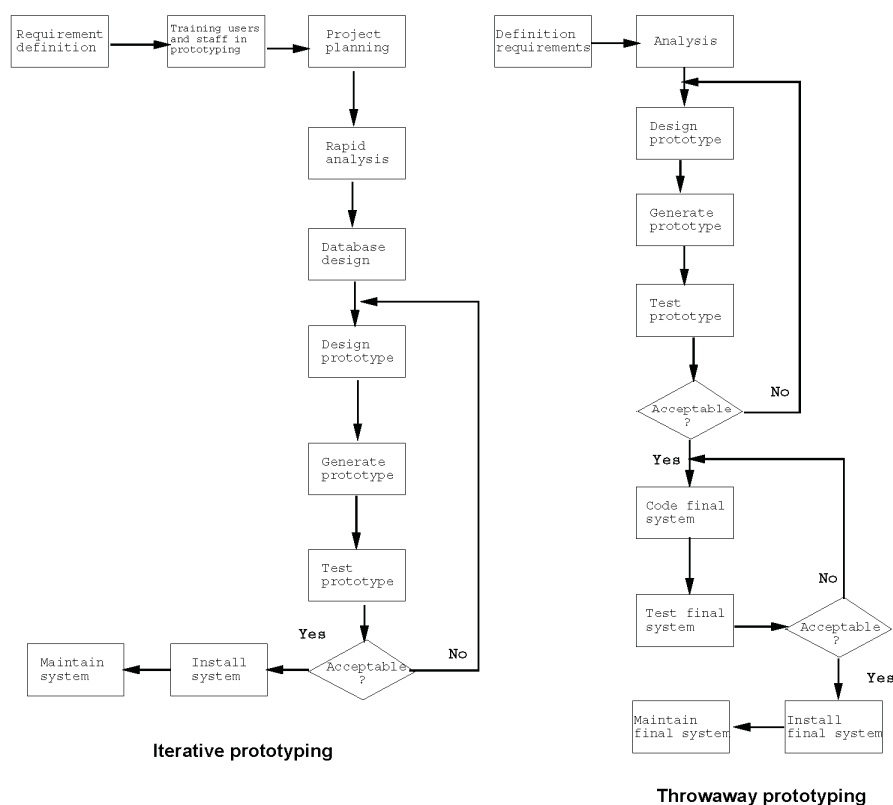 Requirement
definition
Training users
and staff in
prototyping
Project
planning
Rapid
analysis
Database
design
Design
prototype
Generate
prototype
Test
prototype
Yes
Acceptable
?
No
Install
system
Maintain
system
Iterative prototyping
Definition
requirements
Analysis
Design
prototype
Generate
prototype
Test
prototype
Acceptable
?
No
Yes
Code final
system
Test final
system
No
Acceptable
?
Yes
Install
final system
Maintain
final system
Throwaway prototyping